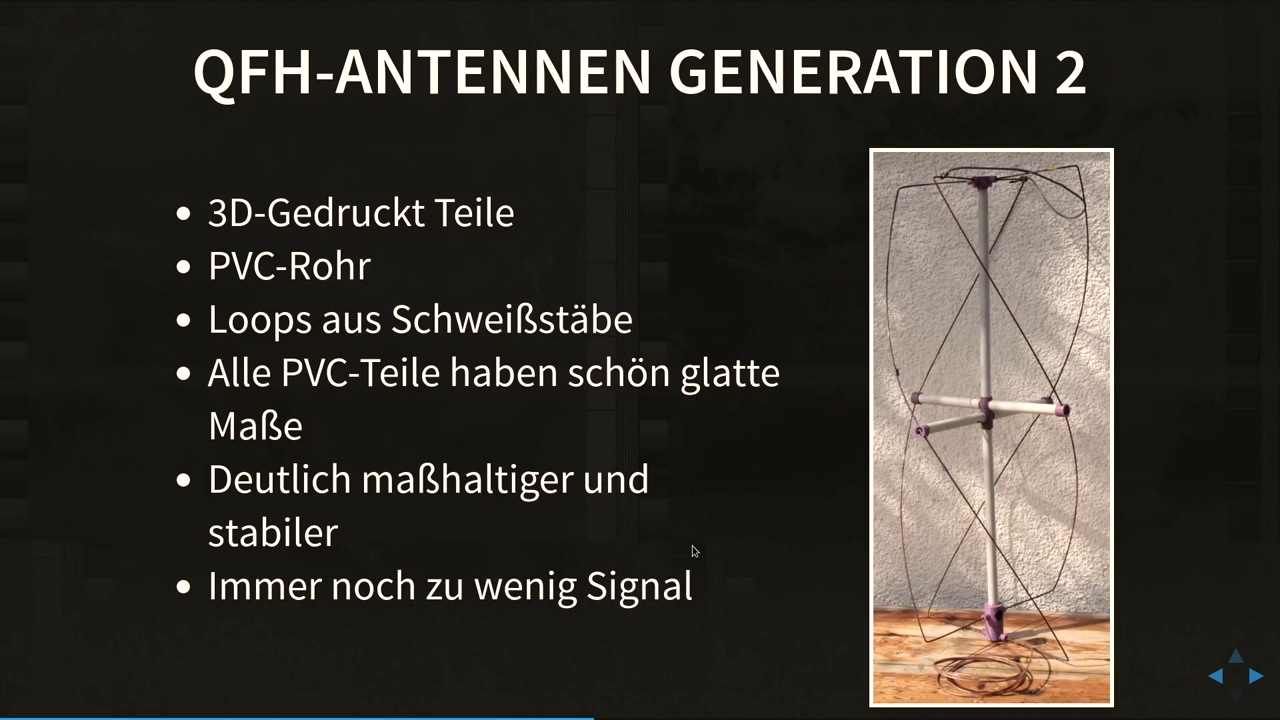 QFH-ANTENNEN GENERATION 2
3D-Gedruckt Teile
PVC-Rohr
Loops aus Schweißstäbe
Alle PVC-Teile haben schön glatte
Maße
Deutlich maßhaltiger und
stabiler
Immer noch zu wenig Signal